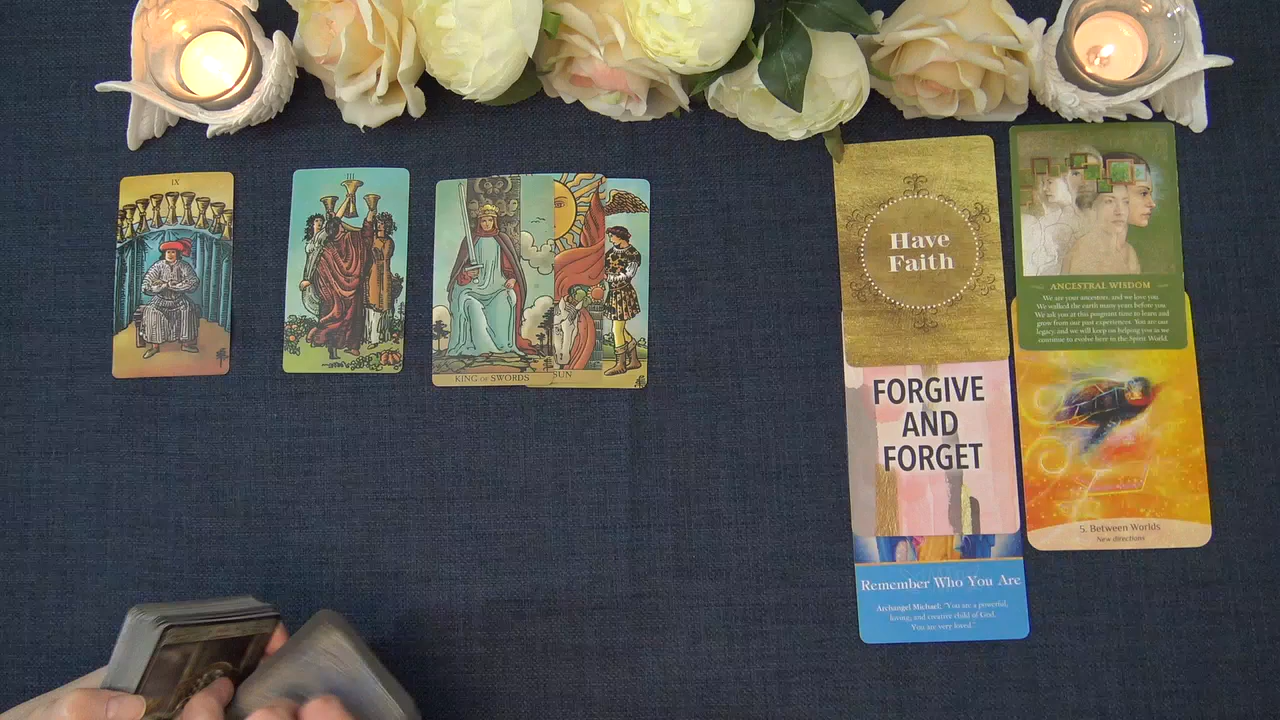 IX
III
KING OF SWORDS
SUN
Have
Faith
FORGIVE
AND
FORGET
Remember Who You Are
Archangel Michael: "You are a powerful,
loving, and creative child of God.
You are very loved."
ANCESTRAL WISDOM
We are your ancestors, and we love you.
We walked the earth many years before you.
We ask you at this poignant time to learn and
grow from our past experiences. You are our
legacy, and we will keep on helping you as we
continue to evolve here in the Spirit World.
5. Between Worlds
New directions